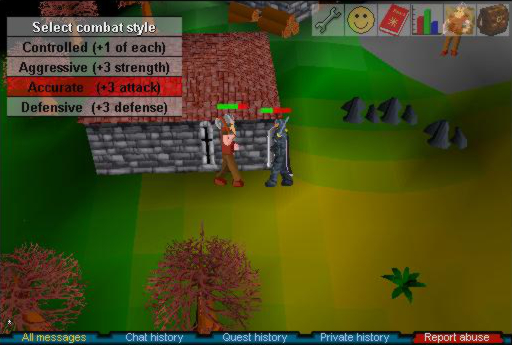 Select combat style
Controlled (+1 of each)
Aggressive (+3 strength)
Accurate (+3 attack)
Defensive (+3 defense)
*
All messages Chat history Quest history Private history Report abuse